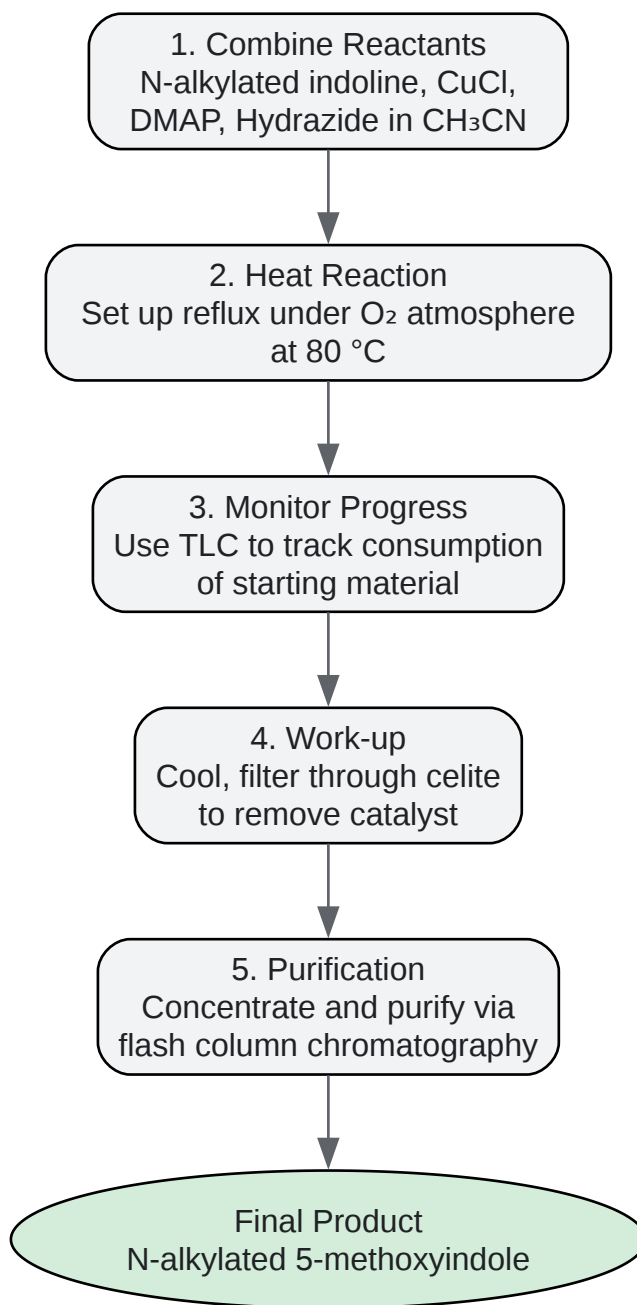 1. Combine Reactants
N-alkylated indoline, CuCl,
DMAP, Hydrazide in CH₃CN
2. Heat Reaction
Set up reflux under O₂ atmosphere
at 80 °C
3. Monitor Progress
Use TLC to track consumption
of starting material
4. Work-up
Cool, filter through celite
to remove catalyst
5. Purification
Concentrate and purify via
flash column chromatography
Final Product
N-alkylated 5-methoxyindole